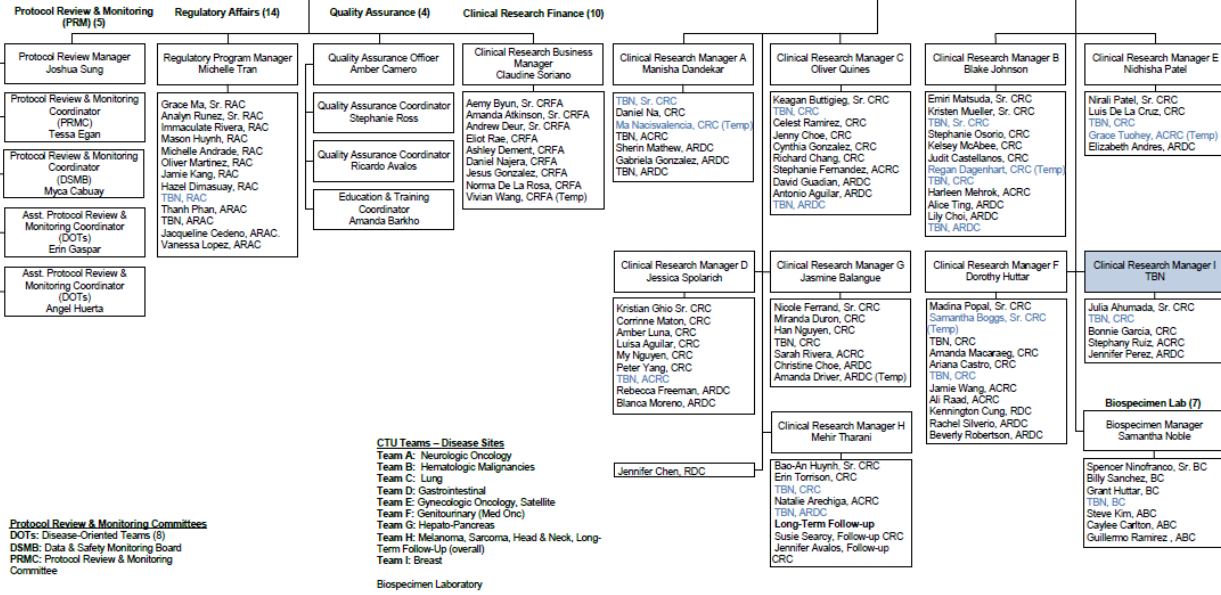 Protocol Review & Monitoring
(PRM) (5)
Regulatory Affairs (14)
Quality Assurance (4)
Clinical Research Finance (10)
Protocol Review Manager
Joshua Sung
Protocol Review & Monitoring
Coordinator
(PRMC)
Tessa Egan
Protocol Review & Monitoring
Coordinator
(DSMB)
Myca Cabuay
Asst. Protocol Review &
Monitoring Coordinator
(DOTs)
Erin Gaspar
Asst. Protocol Review &
Monitoring Coordinator
(DOTs)
Angel Huerta
Regulatory Program Manager
Michelle Tran
Grace Ma, Sr. RAC
Analyn Runez, Sr. RAC
Immaculate Rivera, RAC
Mason Huynh, RAC
Michelle Andrade, RAC
Oliver Martinez, RAC
Jamie Kang, RAC
Hazel Dimasuay, RAC
TBN, RAC
Thanh Phan, ARAC
TBN, ARAC
Jacqueline Cedeno, ARAC.
Vanessa Lopez, ARAC
Quality Assurance Officer
Amber Camero
Quality Assurance Coordinator
Stephanie Ross
Quality Assurance Coordinator
Ricardo Avalos
Education & Training
Coordinator
Amanda Barkho
Clinical Research Business
Manager
Claudine Soriano
Aemy Byun, Sr. CRFA
Amanda Atkinson, Sr. CRFA
Andrew Deur, Sr. CRFA
Eliot Rae, CRFA
Ashley Dement, CRFA
Daniel Najera, CRFA
Jesus Gonzalez, CRFA
Norma De La Rosa, CRFA
Vivian Wang, CRFA (Temp)
Clinical Research Manager A
Manisha Dandekar
TBN, Sr. CRC
Daniel Na, CRC
Ma Nacisvalencia, CRC (Temp)
TBN, ACRC
Sherin Mathew, ARDC
Gabriela Gonzalez, ARDC
TBN, ARDC
Clinical Research Manager C
Oliver Quines
Keagan Buttigieg, Sr. CRC
TBN, CRC
Celest Ramirez, CRC
Jenny Choe, CRC
Cynthia Gonzalez, CRC
Richard Chang, CRC
Stephanie Fernandez, ACRC
David Guadian, ARDC
Antonio Aguilar, ARDC
TBN, ARDC
Clinical Research Manager B
Blake Johnson
Emiri Matsuda, Sr. CRC
Kristen Mueller, Sr. CRC
TBN, Sr. CRC
Stephanie Osorio, CRC
Kelsey McAbee, CRC
Judit Castellanos, CRC
Regan Dagenhart, CRC (Temp)
TBN, CRC
Harleen Mehrok, ACRC
Alice Ting, ARDC
Lily Choi, ARDC
TBN, ARDC
Clinical Research Manager E
Nidhisha Patel
Nirali Patel, Sr. CRC
Luis De La Cruz, CRC
TBN, CRC
Grace Tuohey, ACRC (Temp)
Elizabeth Andres, ARDC
Clinical Research Manager D
Jessica Spolarich
Kristian Ghio Sr. CRC
Corrinne Maton, CRC
Amber Luna, CRC
Luisa Aguilar, CRC
My Nguyen, CRC
Peter Yang, CRC
TBN, ACRC
Rebecca Freeman, ARDC
Blanca Moreno, ARDC
Clinical Research Manager G
Jasmine Balangue
Nicole Ferrand, Sr. CRC
Miranda Duron, CRC
Han Nguyen, CRC
TBN, CRC
Sarah Rivera, ACRC
Christine Choe, ARDC
Amanda Driver, ARDC (Temp)
Clinical Research Manager F
Dorothy Huttar
Madina Popal, Sr. CRC
Samantha Boggs, Sr. CRC
(Temp)
TBN, CRC
Amanda Macaraeg, CRC
Ariana Castro, CRC
TBN, CRC
Jamie Wang, ACRC
Ali Raad, ACRC
Kennington Cung, RDC
Rachel Silverio, ARDC
Beverly Robertson, ARDC
Clinical Research Manager I
TBN
Julia Ahumada, Sr. CRC
TBN, CRC
Bonnie Garcia, CRC
Stephany Ruiz, ACRC
Jennifer Perez, ARDC
Jennifer Chen, RDC
Clinical Research Manager H
Mehir Tharani
Bao-An Huynh, Sr. CRC
Erin Torrison, CRC
TBN, CRC
Natalie Arechiga, ACRC
TBN, ARDC
Long-Term Follow-up
Susie Searcy, Follow-up CRC
Jennifer Avalos, Follow-up
CRC
Biospecimen Lab (7)
Biospecimen Manager
Samantha Noble
Spencer Ninofranco, Sr. BC
Billy Sanchez, BC
Grant Huttar, BC
TBN, BC
Steve Kim, ABC
Caylee Carlton, ABC
Guillermo Ramirez , ABC
CTU Teams – Disease Sites
Team A: Neurologic Oncology
Team B: Hematologic Malignancies
Team C: Lung
Team D: Gastrointestinal
Team E: Gynecologic Oncology, Satellite
Team F: Genitourinary (Med Onc)
Team G: Hepato-Pancreas
Team H: Melanoma, Sarcoma, Head & Neck, Long-
Term Follow-Up (overall)
Team I: Breast
Biospecimen Laboratory
Protocol Review & Monitoring Committees
DOTs: Disease-Oriented Teams (8)
DSMB: Data & Safety Monitoring Board
PRMC: Protocol Review & Monitoring
Committee